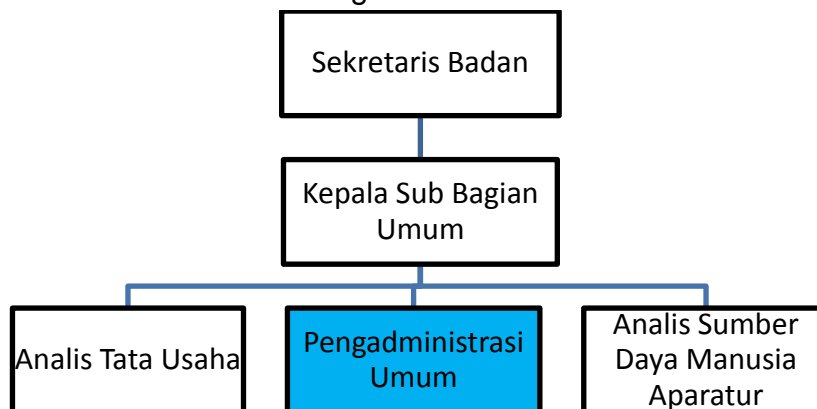 Sekretaris Badan
Kepala Sub Bagian
Umum
Analis Tata Usaha
Pengadministrasi
Umum
Analis Sumber
Daya Manusia
Aparatur